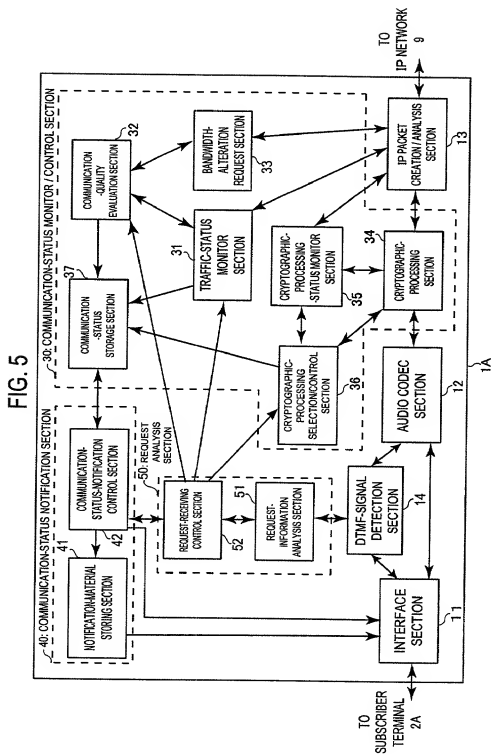 FIG. 5
30: COMMUNICATION-STATUS MONITOR / CONTROL SECTION
40: COMMUNICATION-STATUS NOTIFICATION SECTION
41
NOTIFICATION-MATERIAL
STORING SECTION
COMMUNICATION-
STATUS-NOTIFICATION
CONTROL SECTION
42
37
COMMUNICATION
-STATUS
STORAGE SECTION
COMMUNICATION
-QUALITY
EVALUATION SECTION
32
50: REQUEST
ANALYSIS
SECTION
REQUEST-RECEIVING
CONTROL SECTION
52
51
REQUEST-
INFORMATION
ANALYSIS SECTION
31
TRAFFIC-STATUS
MONITOR
SECTION
BANDWIDTH-
ALTERATION
REQUEST SECTION
33
CRYPTOGRAPHIC-
PROCESSING
SELECTION/CONTROL
SECTION
36
CRYPTOGRAPHIC-
PROCESSING
-STATUS MONITOR
SECTION
35
34
CRYPTOGRAPHIC-
PROCESSING
SECTION
14
DTMF-SIGNAL
DETECTION
SECTION
INTERFACE
SECTION
11
AUDIO CODEC
SECTION
12
IP PACKET
CREATION / ANALYSIS
SECTION
13
TO
SUBSCRIBER
TERMINAL
2A
TO
IP NETWORK
9
1A